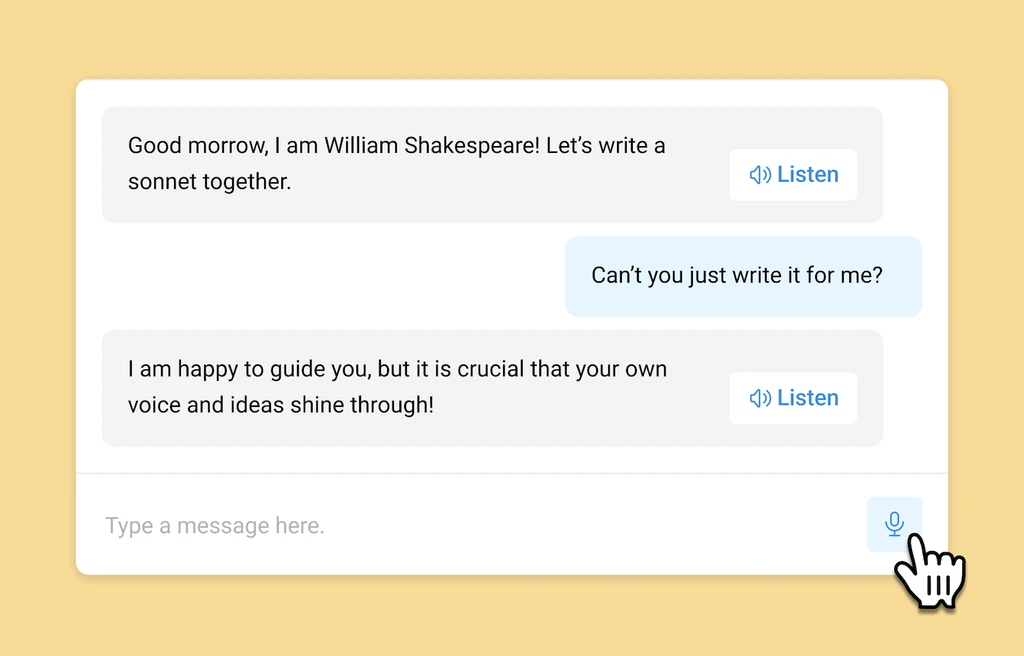 Good morrow, I am William Shakespeare! Let’s write a
sonnet together.
Listen
Can’t you just write it for me?
I am happy to guide you, but it is crucial that your own
voice and ideas shine through!
Listen
Type a message here.